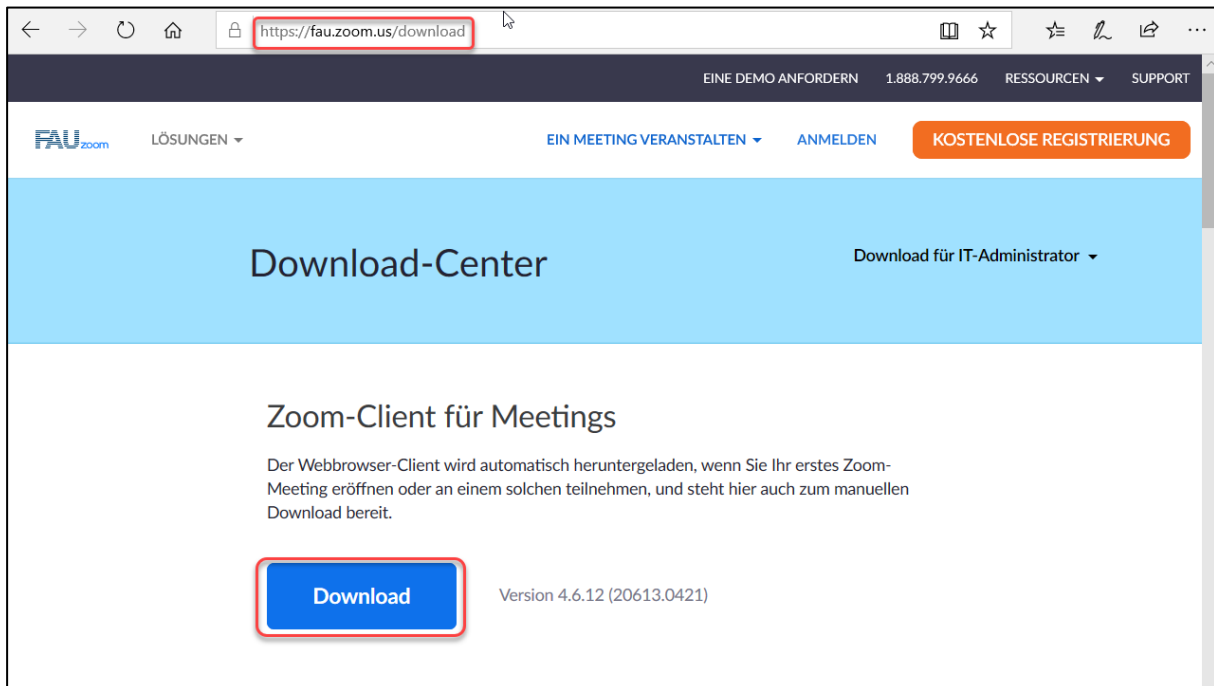 https://fau.zoom.us/download
EINE DEMO ANFORDERN 1.888.799.9666 RESSOURCEN SUPPORT
FAU zoom LÖSUNGEN EIN MEETING VERANSTALTEN ANMELDEN KOSTENLOSE REGISTRIERUNG
Download-Center Download für IT-Administrator
Zoom-Client für Meetings
Der Webbrowser-Client wird automatisch heruntergeladen, wenn Sie Ihr erstes Zoom-
Meeting eröffnen oder an einem solchen teilnehmen, und steht hier auch zum manuellen
Download bereit.
Download Version 4.6.12 (20613.0421)